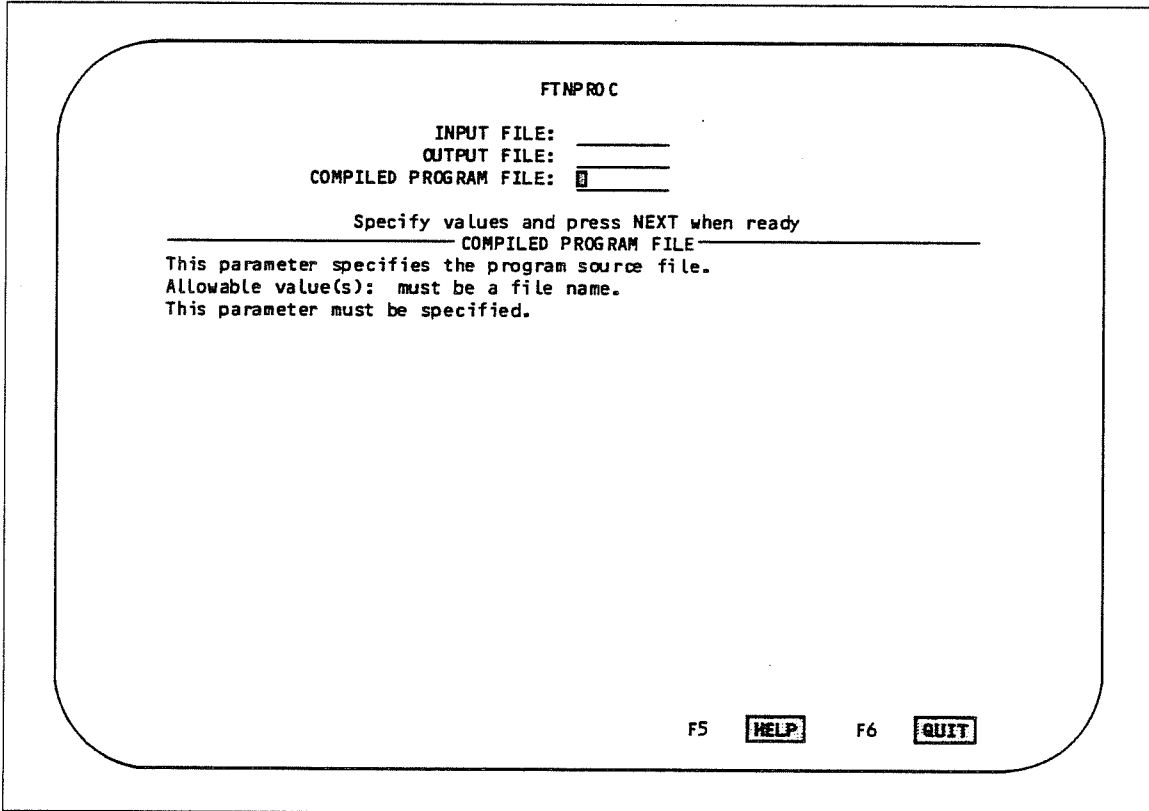 FTNPROC
INPUT FILE:
OUTPUT FILE:
COMPILED PROGRAM FILE:
Specify values and press NEXT when ready
COMPILED PROGRAM FILE
This parameter specifies the program source file.
Allowable value(s): must be a file name.
This parameter must be specified.
F5 HELP F6 QUIT